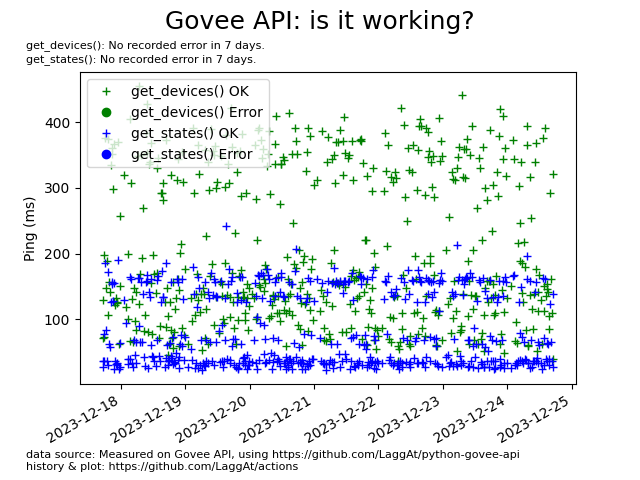 Govee API: is it working?
get_devices(): No recorded error in 7 days.
get_states(): No recorded error in 7 days.
get_devices() OK
get_devices() Error
get_states() OK
get_states() Error
400
300
200
100
Ping (ms)
2023-12-18
2023-12-19
2023-12-20
2023-12-21
2023-12-22
2023-12-23
2023-12-24
2023-12-25
data source: Measured on Govee API, using https://github.com/LaggAt/python-govee-api
history & plot: https://github.com/LaggAt/actions